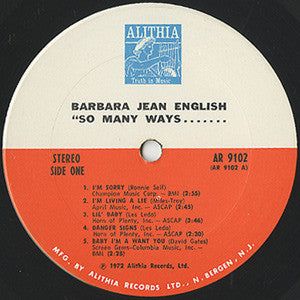 ALITHIA
Truth in Music
BARBARA JEAN ENGLISH
"SO MANY WAYS.......
STEREO
SIDE ONE
AR 9102
(AR 9102 A)
1. I'M SORRY (Ronnie Self)
Champion Music Corp. - BMI (2:55)
2. I'M LIVING A LIE (Moles-Troy)
April Music, Inc. - ASCAP (2:25)
3. LIL' BABY (Les Leda)
Horn of Plenty, Inc. - ASCAP (3:46)
4. DANGER SIGNS (Les Leda)
Horn of Plenty, Inc. - ASCAP (2:20)
5. BABY I'M A WANT YOU (David Gates)
Screen Gems-Columbia Music, Inc. - BMI (2:20)
℗ 1972 Alithia Records, Ltd.
MFG. BY ALITHIA RECORDS LTD., N. BERGEN, N. J.